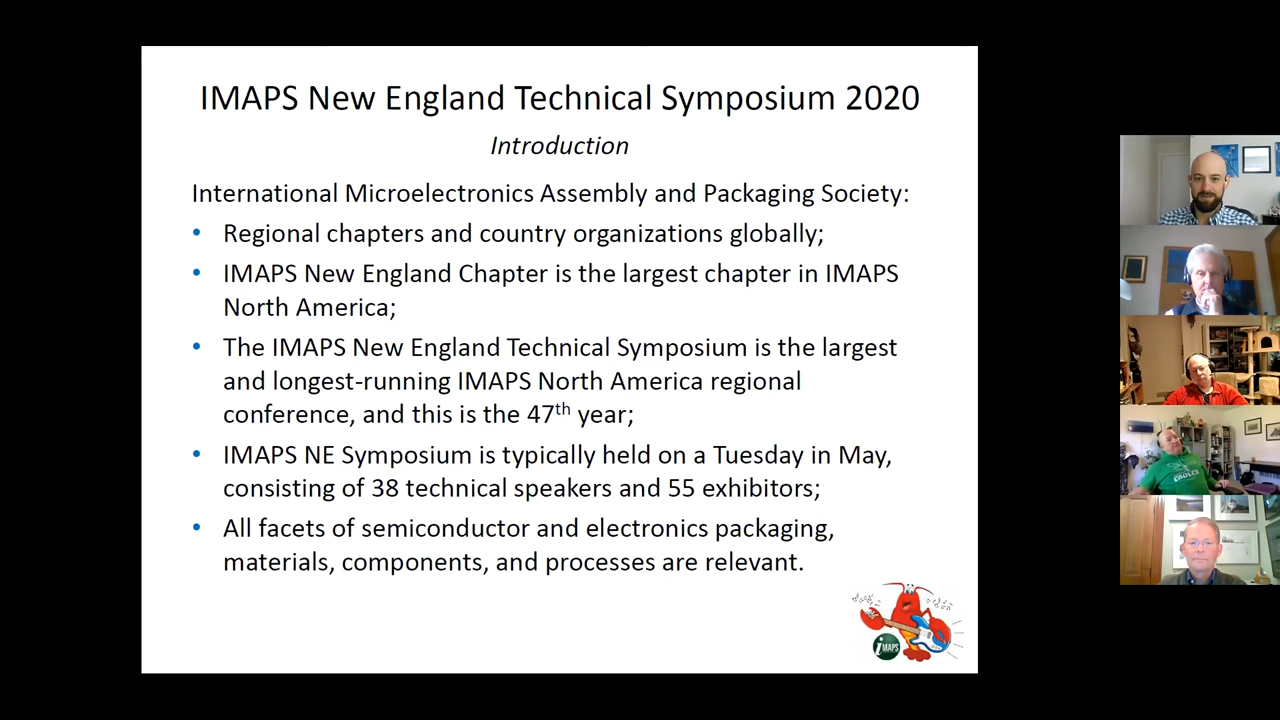 IMAPS New England Technical Symposium 2020
Introduction
International Microelectronics Assembly and Packaging Society:
• Regional chapters and country organizations globally;
• IMAPS New England Chapter is the largest chapter in IMAPS
North America;
• The IMAPS New England Technical Symposium is the largest
and longest-running IMAPS North America regional
conference, and this is the 47th year;
• IMAPS NE Symposium is typically held on a Tuesday in May,
consisting of 38 technical speakers and 55 exhibitors;
• All facets of semiconductor and electronics packaging,
materials, components, and processes are relevant.
iMAPS
EAGLES